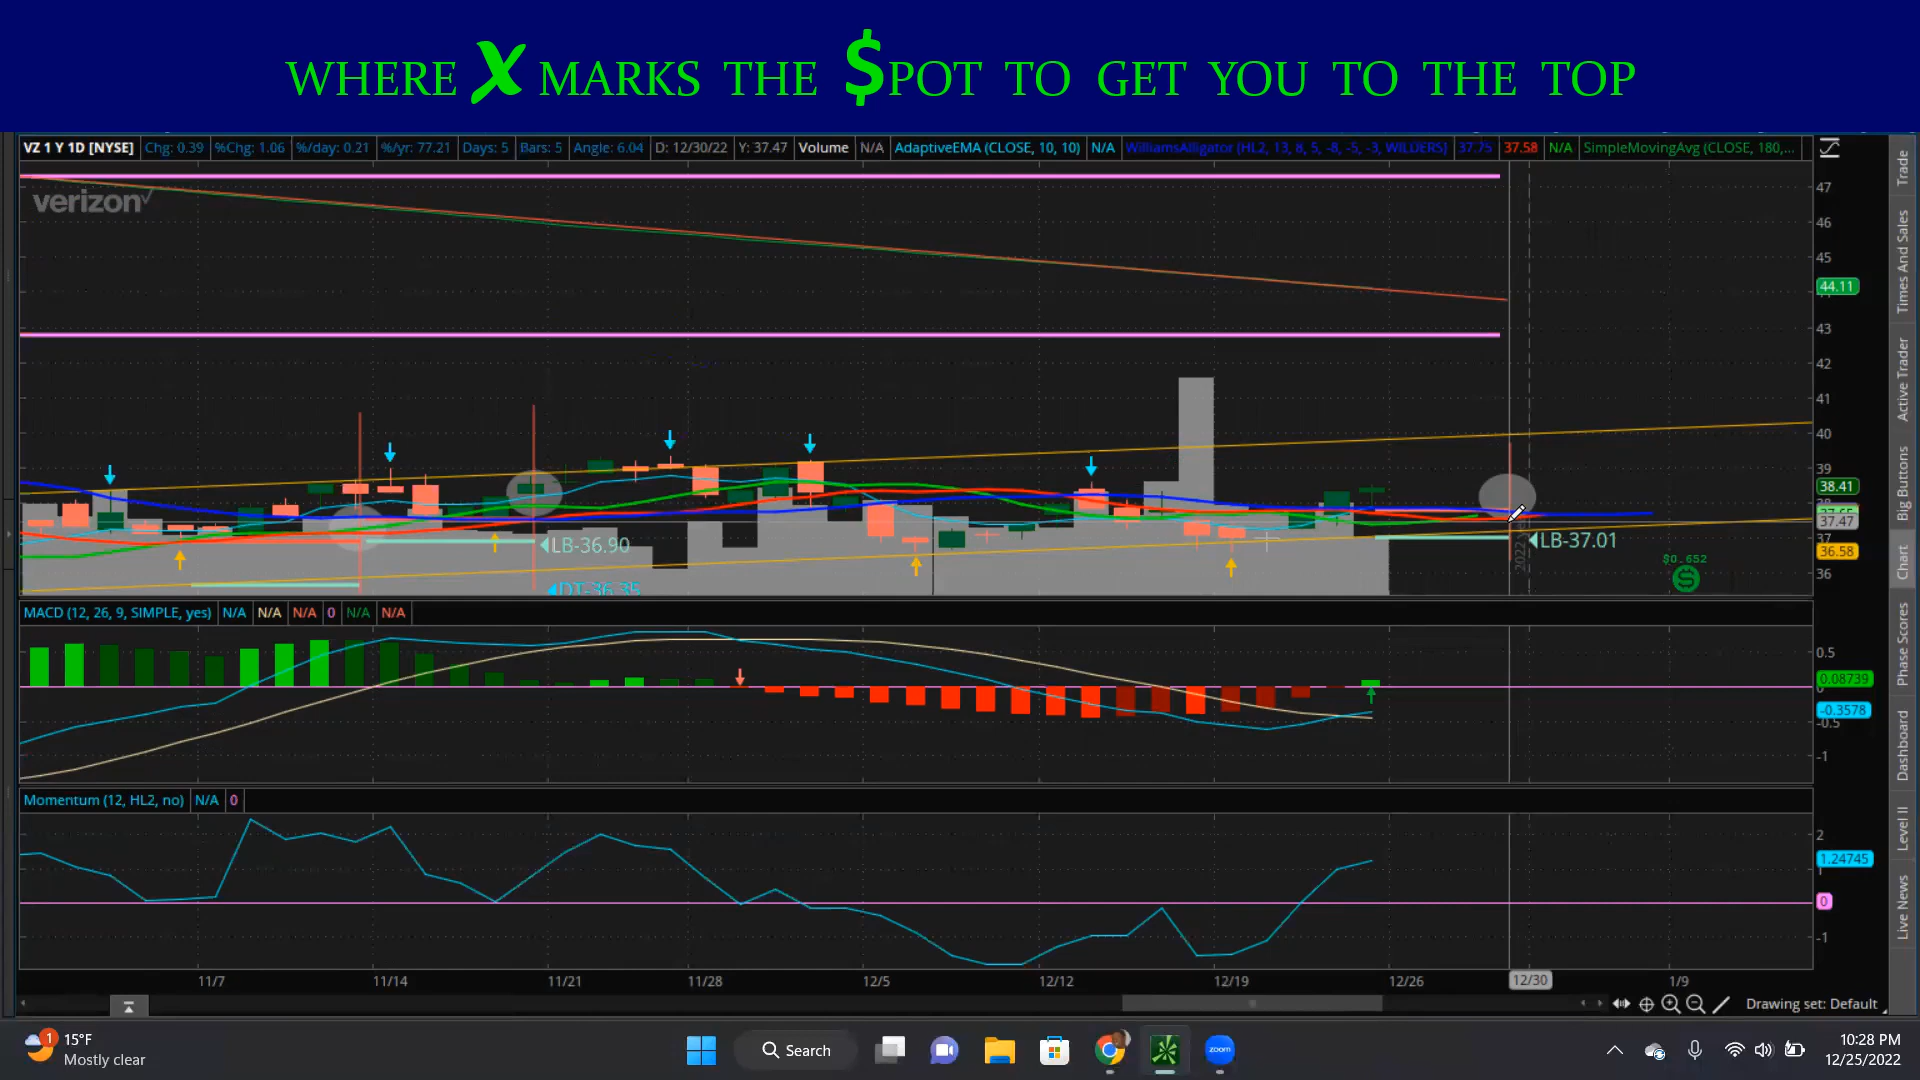 WHERE X MARKS THE $POT TO GET YOU TO THE TOP
VZ 1 Y 1D [NYSE] Chg: 0.39 %Chg: 1.06 %/day: 0.21 %/yr: 77.21 Days: 5 Bars: 5 Angle: 6.04 D: 12/30/22 Y: 37.47 Volume N/A AdaptiveEMA (CLOSE, 10, 10) N/A WilliamsAlligator (HL2, 13, 8, 5, -8, -5, -3, WILDERS) 37.75 37.58 N/A SimpleMovingAvg (CLOSE, 180,...
verizon
47
46
45
44.11
43
42
41
40
39
38.41
37.47
37
36.58
36
LB-36.90
LB-37.01
DT-36.35
$0.652
S
MACD (12, 26, 9, SIMPLE, yes) N/A N/A N/A 0 N/A N/A
0.5
0.08739
-0.3578
-0.5
-1
Momentum (12, HL2, no) N/A 0
2
1.24745
1
0
-1
11/7 11/14 11/21 11/28 12/5 12/12 12/19 12/26 12/30 1/9
Drawing set: Default
Trade
Times And Sales
Active Trader
Big Buttons
Chart
Phase Scores
Dashboard
Level II
Live News
1
15°F
Mostly clear
Search
zoom
10:28 PM
12/25/2022